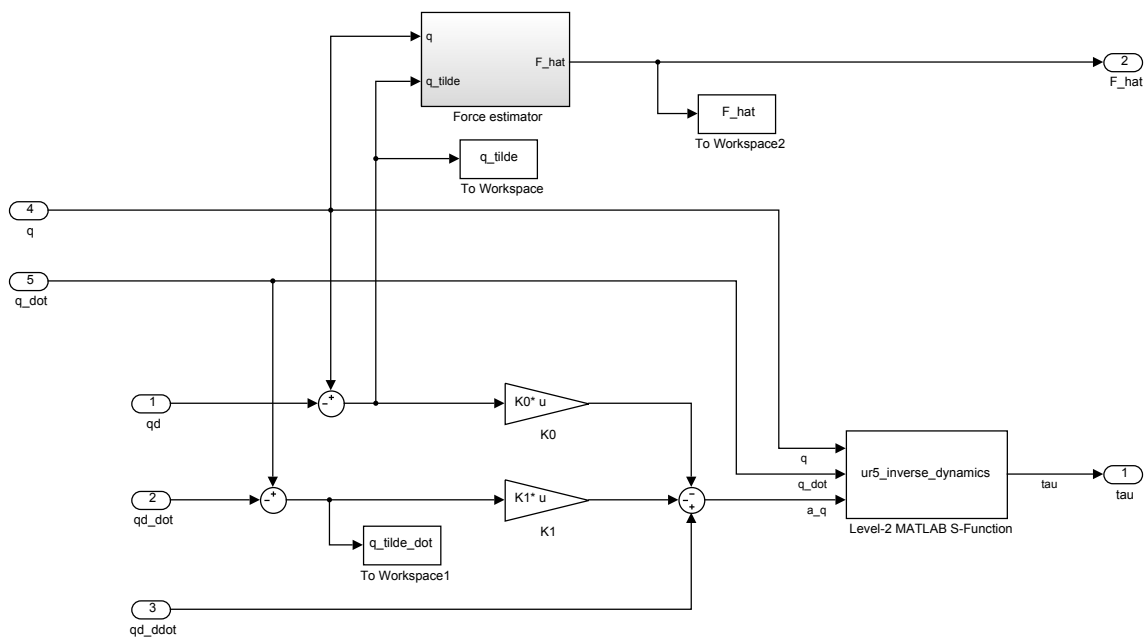 q
q_tilde
F_hat
Force estimator
2
F_hat
F_hat
To Workspace2
q_tilde
To Workspace
4
q
5
q_dot
1
qd
- +
K0* u
K0
2
qd_dot
- +
K1* u
K1
-
-
+
q
q_dot
a_q
ur5_inverse_dynamics
Level-2 MATLAB S-Function
tau
1
tau
q_tilde_dot
To Workspace1
3
qd_ddot